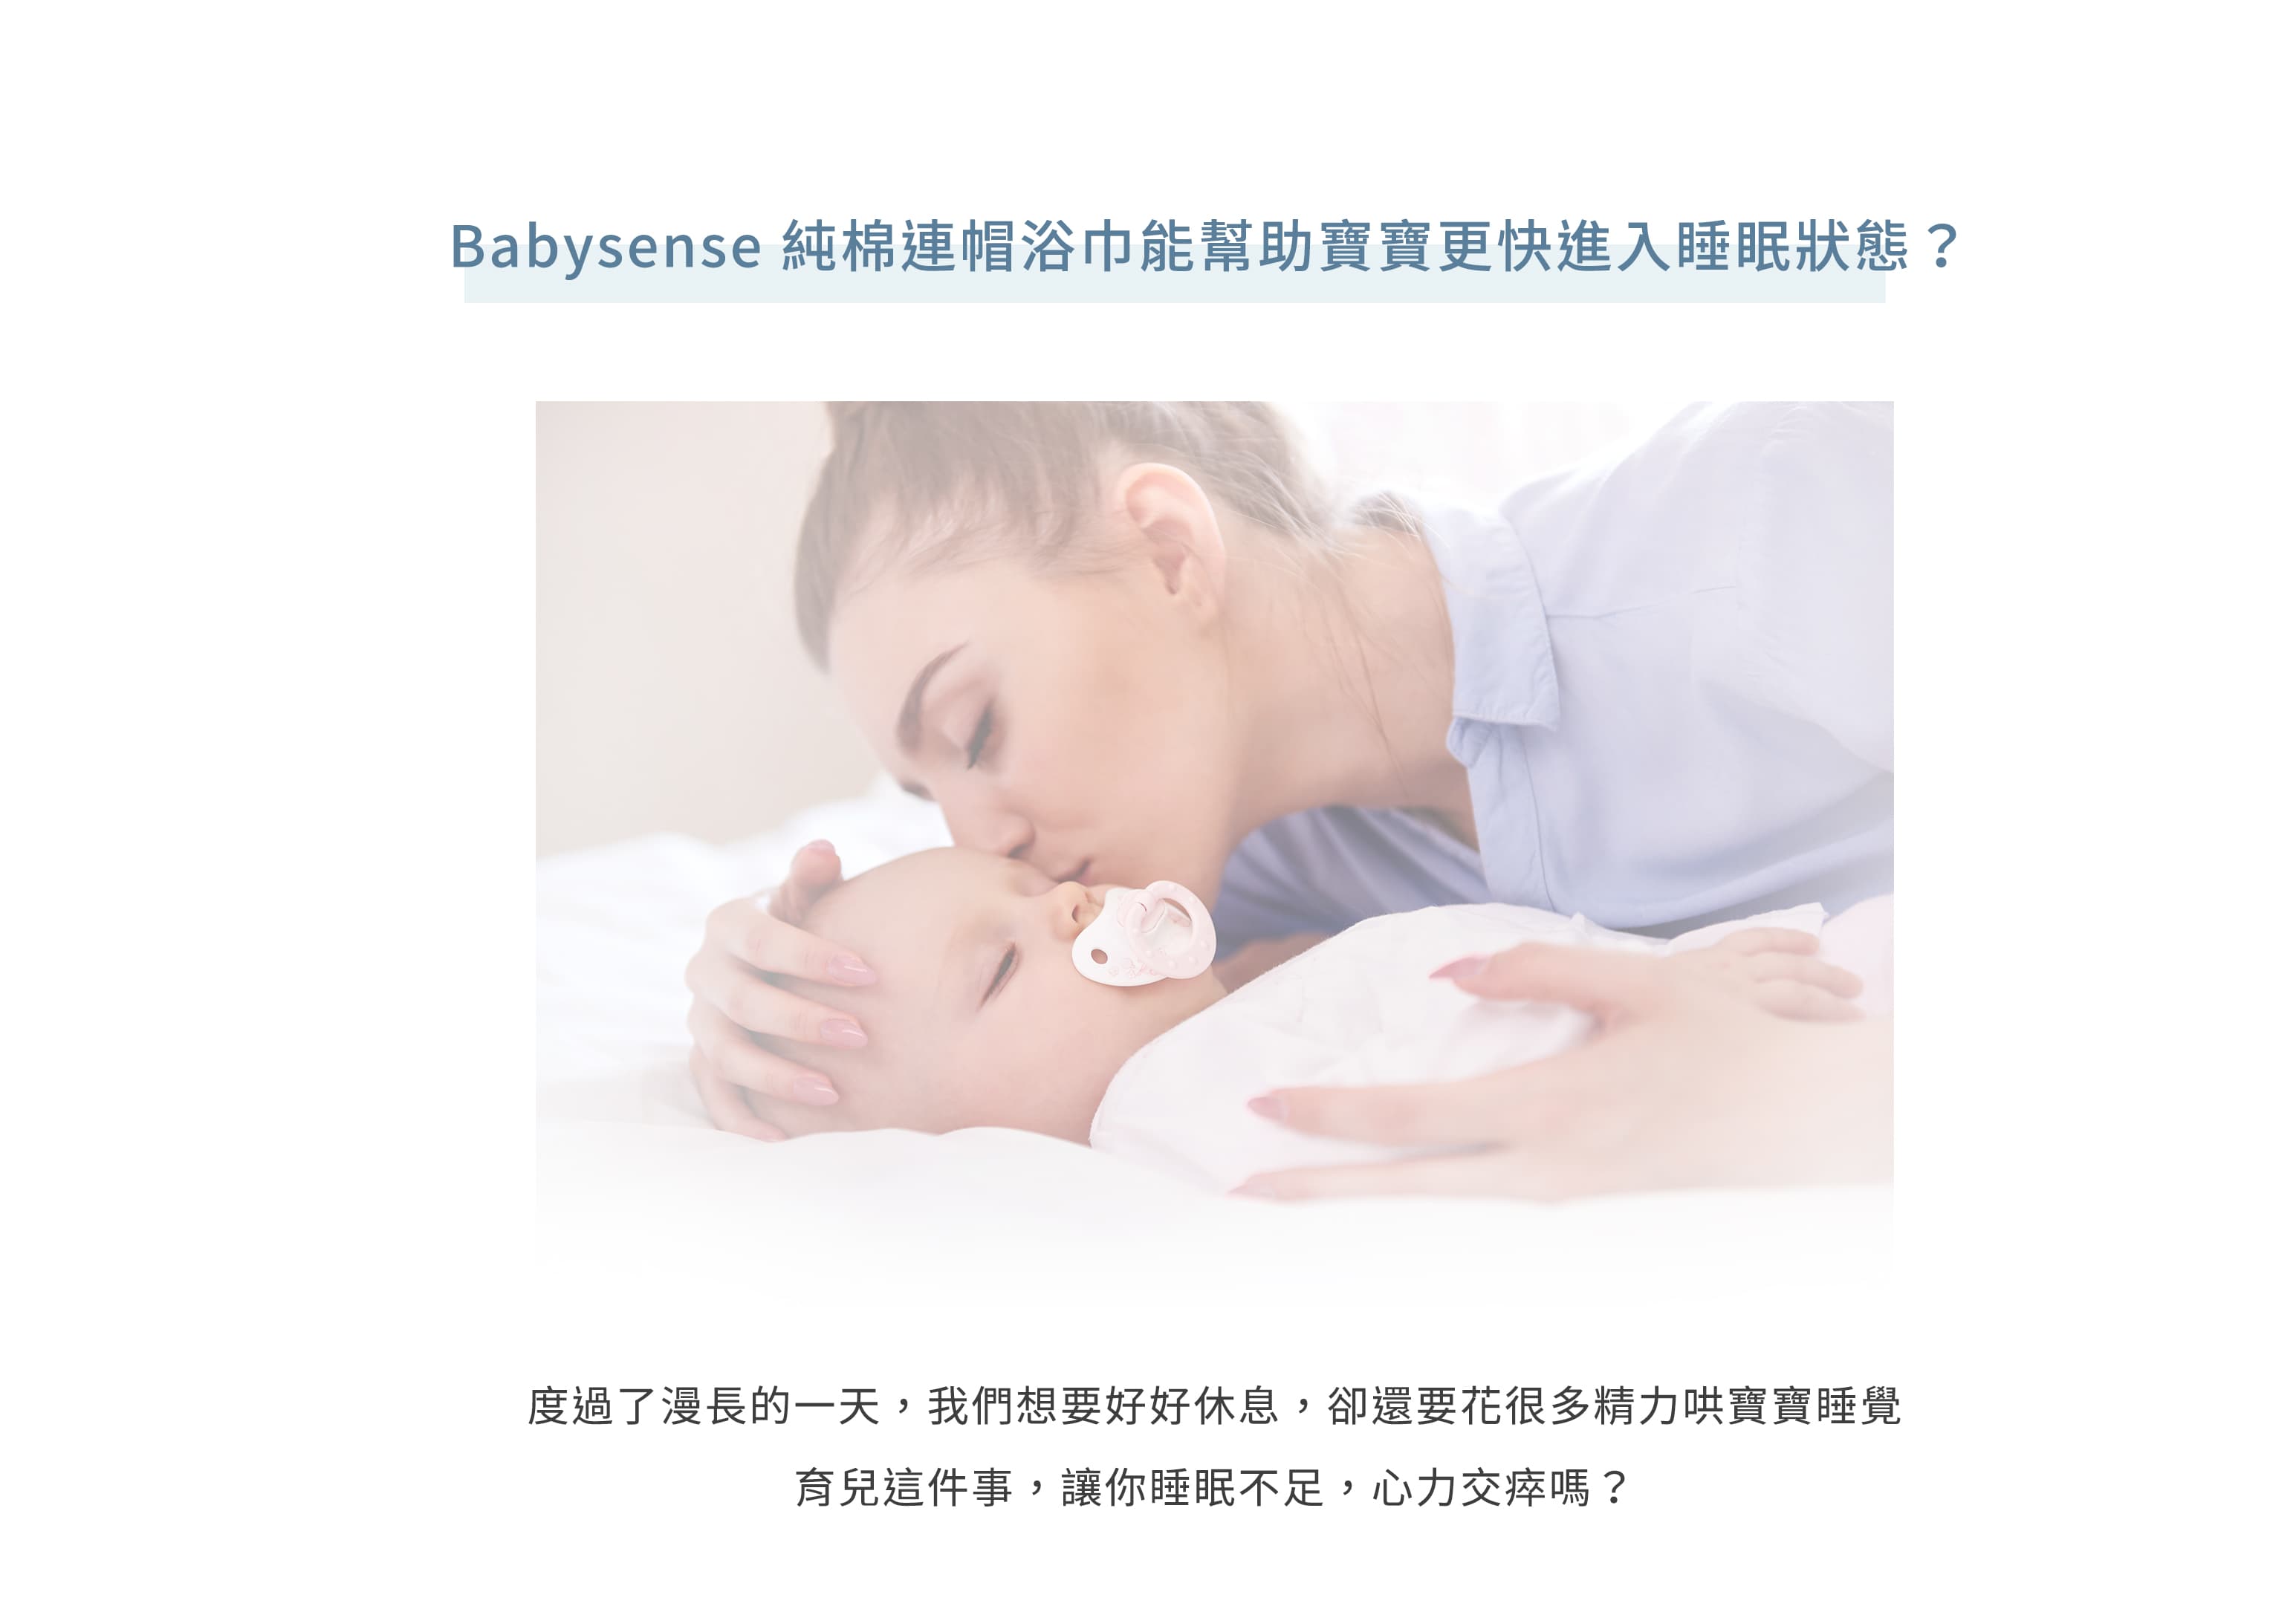 Babysense 純棉連帽浴巾能幫助寶寶更快進入睡眠狀態？
度過了漫長的一天，我們想要好好休息，卻還要花很多精力哄寶寶睡覺
育兒這件事，讓你睡眠不足，心力交瘁嗎？